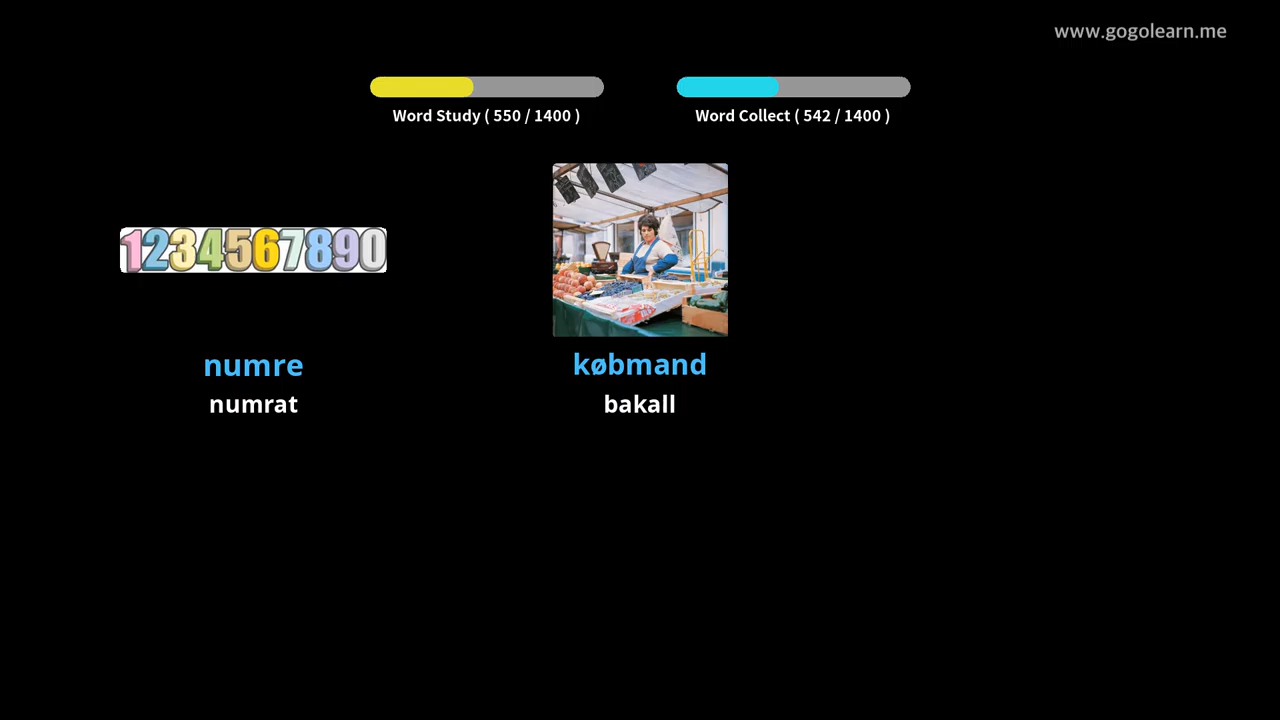 www.gogolearn.me
Word Study ( 550 / 1400 )
Word Collect ( 542 / 1400 )
1234567890
numre
numrat
købmand
bakall